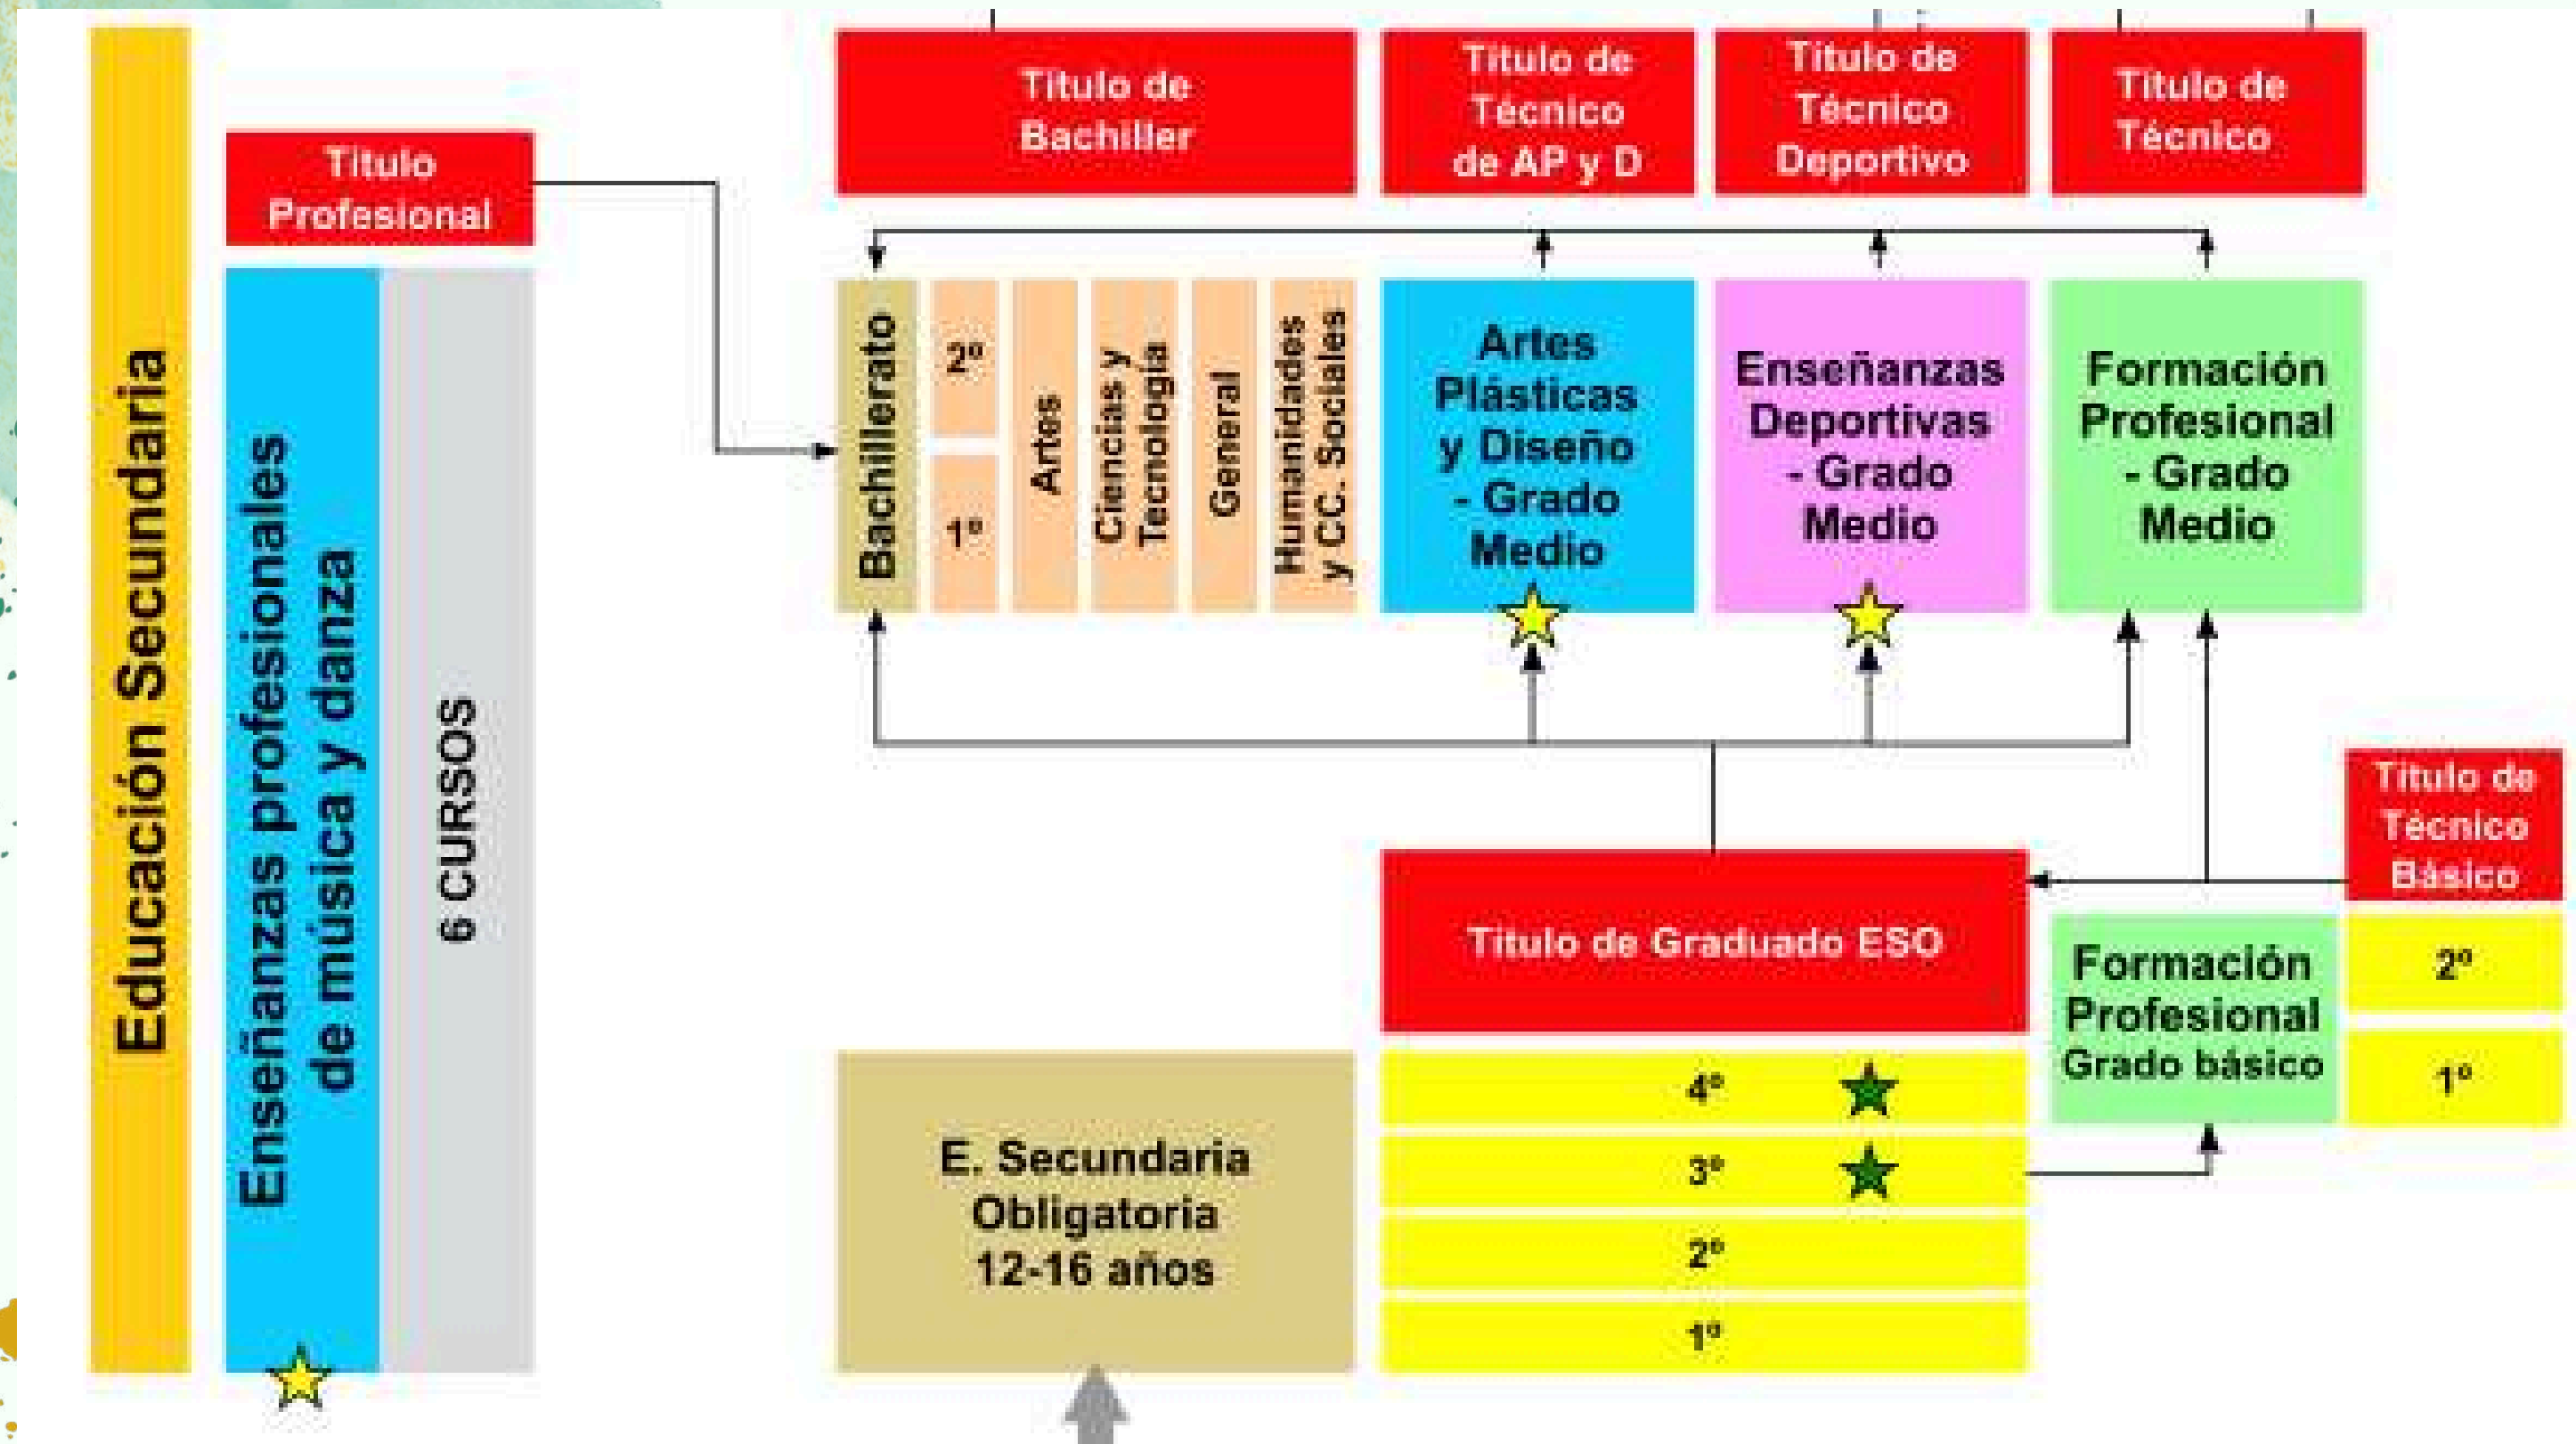 Educación Secundaria
Título
Profesional
Enseñanzas profesionales
de música y danza
6 CURSOS
Título de
Bachiller
Título de
Técnico
de AP y D
Título de
Técnico
Deportivo
Título de
Técnico
Bachillerato
2º
1º
Artes
Ciencias y
Tecnología
General
Humanidades
y CC. Sociales
Artes
Plásticas
y Diseño
- Grado
Medio
Enseñanzas
Deportivas
- Grado
Medio
Formación
Profesional
- Grado
Medio
Título de
Técnico
Básico
Título de Graduado ESO
Formación
Profesional
Grado básico
2º
1º
E. Secundaria
Obligatoria
12-16 años
4º
3º
2º
1º